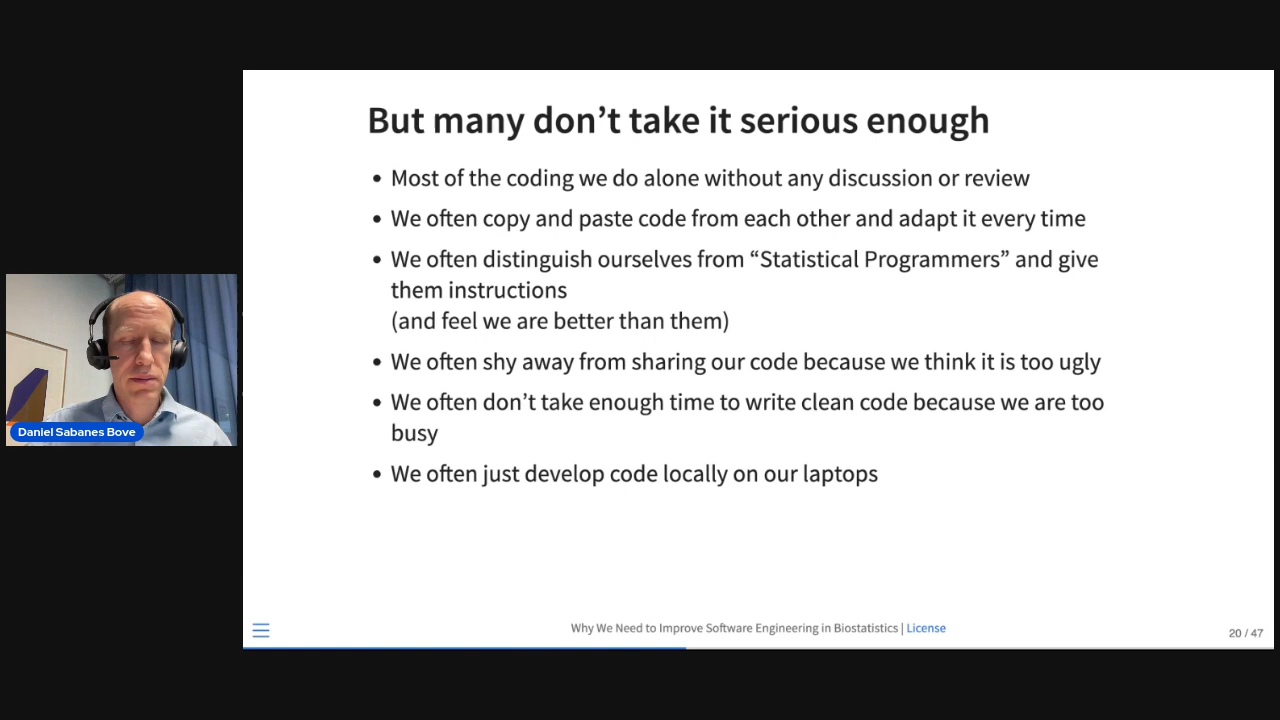 But many don’t take it serious enough
• Most of the coding we do alone without any discussion or review
• We often copy and paste code from each other and adapt it every time
• We often distinguish ourselves from “Statistical Programmers” and give
them instructions
(and feel we are better than them)
• We often shy away from sharing our code because we think it is too ugly
• We often don’t take enough time to write clean code because we are too
busy
• We often just develop code locally on our laptops
Daniel Sabanes Bove
Why We Need to Improve Software Engineering in Biostatistics | License
20 / 47